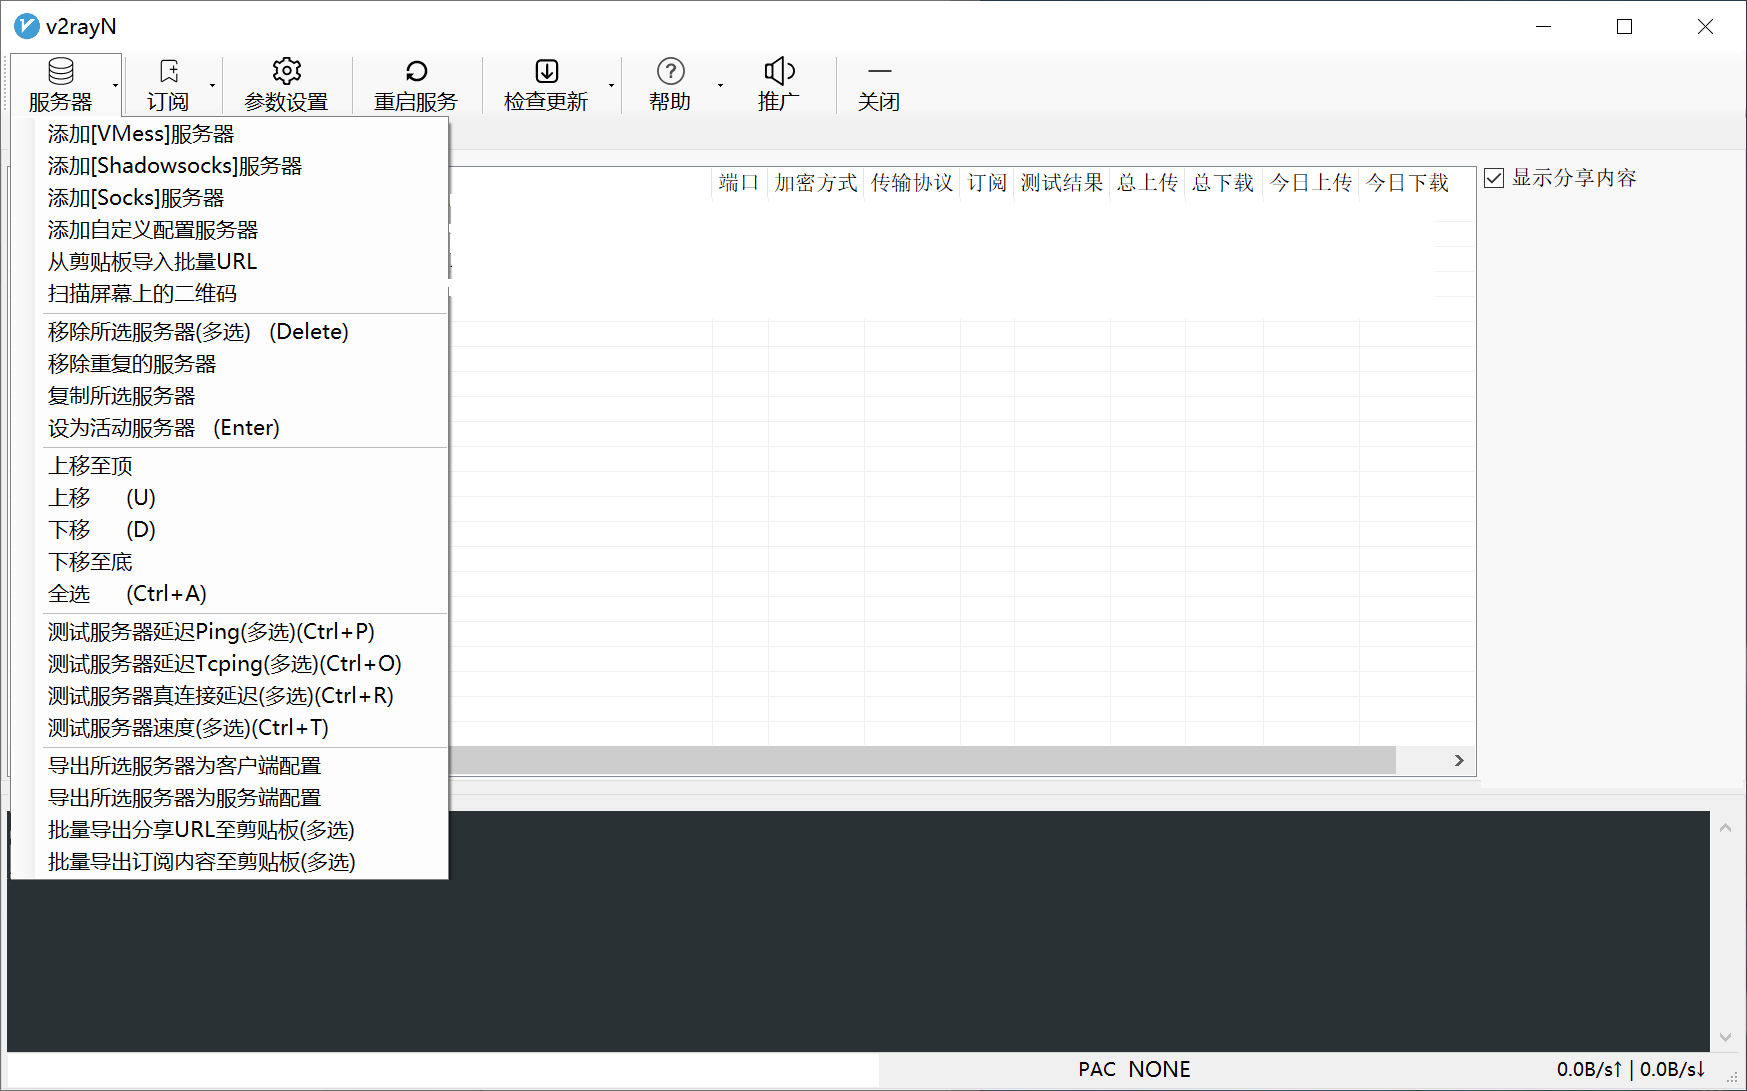 v2rayN
服务器 订阅 参数设置 重启服务 检查更新 帮助 推广 关闭
添加[VMess]服务器
添加[Shadowsocks]服务器
添加[Socks]服务器
添加自定义配置服务器
从剪贴板导入批量URL
扫描屏幕上的二维码
移除所选服务器(多选) (Delete)
移除重复的服务器
复制所选服务器
设为活动服务器 (Enter)
上移至顶
上移 (U)
下移 (D)
下移至底
全选 (Ctrl+A)
测试服务器延迟Ping(多选)(Ctrl+P)
测试服务器延迟Tcping(多选)(Ctrl+O)
测试服务器真连接延迟(多选)(Ctrl+R)
测试服务器速度(多选)(Ctrl+T)
导出所选服务器为客户端配置
导出所选服务器为服务端配置
批量导出分享URL至剪贴板(多选)
批量导出订阅内容至剪贴板(多选)
端口 加密方式 传输协议 订阅 测试结果 总上传 总下载 今日上传 今日下载
显示分享内容
PAC NONE
0.0B/s↑ | 0.0B/s↓